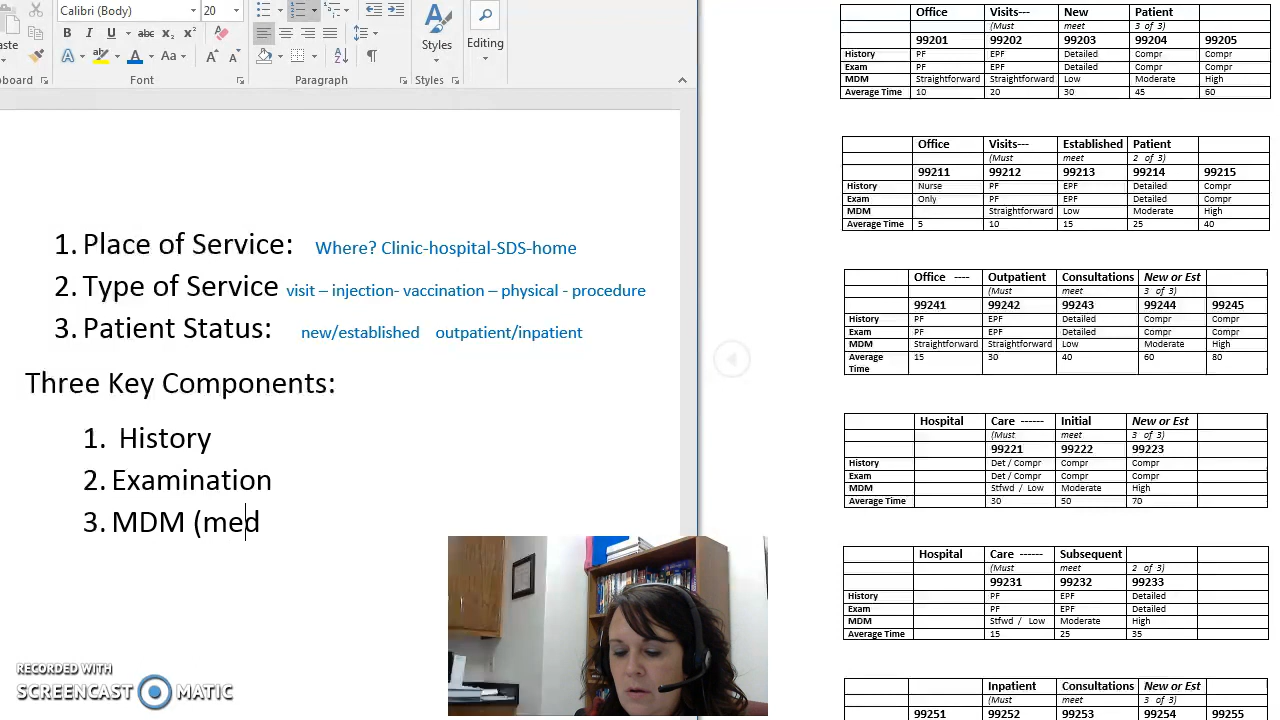 Calibri (Body) 20
B I U abc x₂ x²
A Aa A A
Font
Paragraph
Styles
Styles
Editing
1. Place of Service: Where? Clinic-hospital-SDS-home
2. Type of Service visit – injection- vaccination – physical - procedure
3. Patient Status: new/established outpatient/inpatient
Three Key Components:
1. History
2. Examination
3. MDM (med
RECORDED WITH
SCREENCAST MATIC
Office Visits--- New Patient
(Must meet 3 of 3)
99201 99202 99203 99204 99205
History PF EPF Detailed Compr Compr
Exam PF EPF Detailed Compr Compr
MDM Straightforward Straightforward Low Moderate High
Average Time 10 20 30 45 60
Office Visits--- Established Patient
(Must meet 2 of 3)
99211 99212 99213 99214 99215
History Nurse PF EPF Detailed Compr
Exam Only PF EPF Detailed Compr
MDM Straightforward Low Moderate High
Average Time 5 10 15 25 40
Office ---- Outpatient Consultations New or Est
(Must meet 3 of 3)
99241 99242 99243 99244 99245
History PF EPF Detailed Compr Compr
Exam PF EPF Detailed Compr Compr
MDM Straightforward Straightforward Low Moderate High
Average 15 30 40 60 80
Time
Hospital Care ------ Initial New or Est
(Must meet 3 of 3)
99221 99222 99223
History Det / Compr Compr Compr
Exam Det / Compr Compr Compr
MDM Stfwd / Low Moderate High
Average Time 30 50 70
Hospital Care ------ Subsequent
(Must meet 2 of 3)
99231 99232 99233
History PF EPF Detailed
Exam PF EPF Detailed
MDM Stfwd / Low Moderate High
Average Time 15 25 35
Inpatient Consultations New or Est
(Must meet 3 of 3)
99251 99252 99253 99254 99255